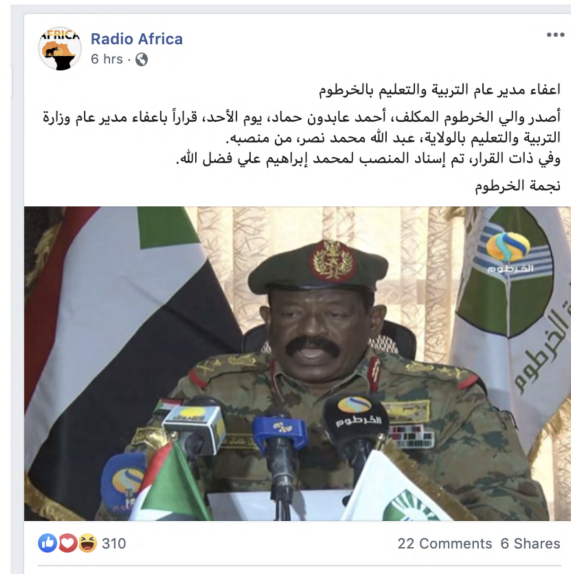 AFRICA
Radio Africa
6 hrs ·
اعفاء مدير عام التربية والتعليم بالخرطوم
أصدر والي الخرطوم المكلف، أحمد عابدون حماد، يوم الأحد، قراراً باعفاء مدير عام وزارة
التربية والتعليم بالولاية، عبد الله محمد نصر، من منصبه.
وفي ذات القرار، تم إسناد المنصب لمحمد إبراهيم علي فضل الله.
نجمة الخرطوم
الخرطوم
الخرطوم
الخرطوم
310
22 Comments 6 Shares